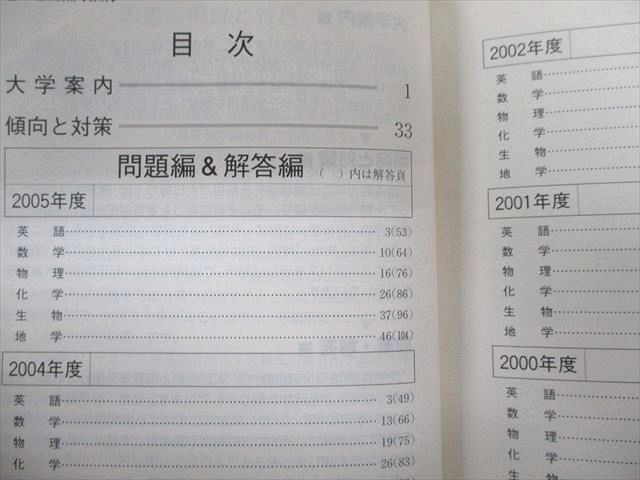 目 次
大学案内 1
傾向と対策 33
問題編&解答編 ( )内は解答頁
2005年度
英 語 3(53)
数 学 10(64)
物 理 16(76)
化 学 26(86)
生 物 37(96)
地 学 46(104)
2004年度
英 語 3(49)
数 学 13(66)
物 理 19(75)
化 学 26(83)
2002年度
英 語
数 学
物 理
化 学
生 物
地 学
2001年度
英 語
数 学
物 理
化 学
生 物
地 学
2000年度
英 語
数 学
物 理
化 学